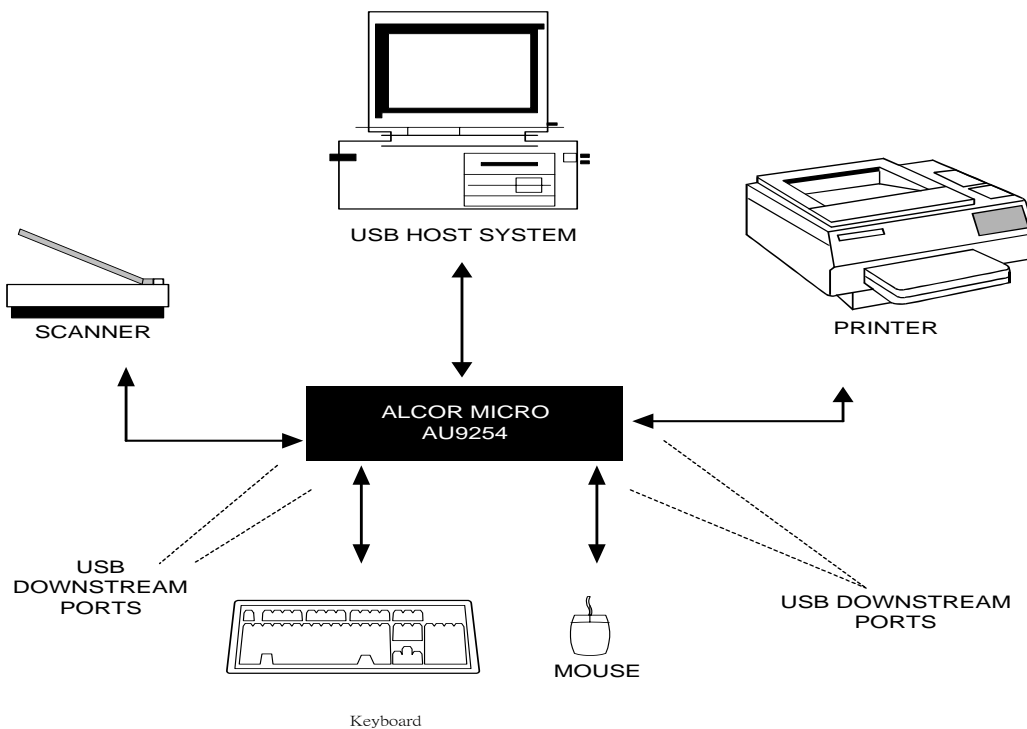 USB HOST SYSTEM
SCANNER
PRINTER
ALCOR MICRO
AU9254
USB
DOWNSTREAM
PORTS
USB DOWNSTREAM
PORTS
MOUSE
Keyboard